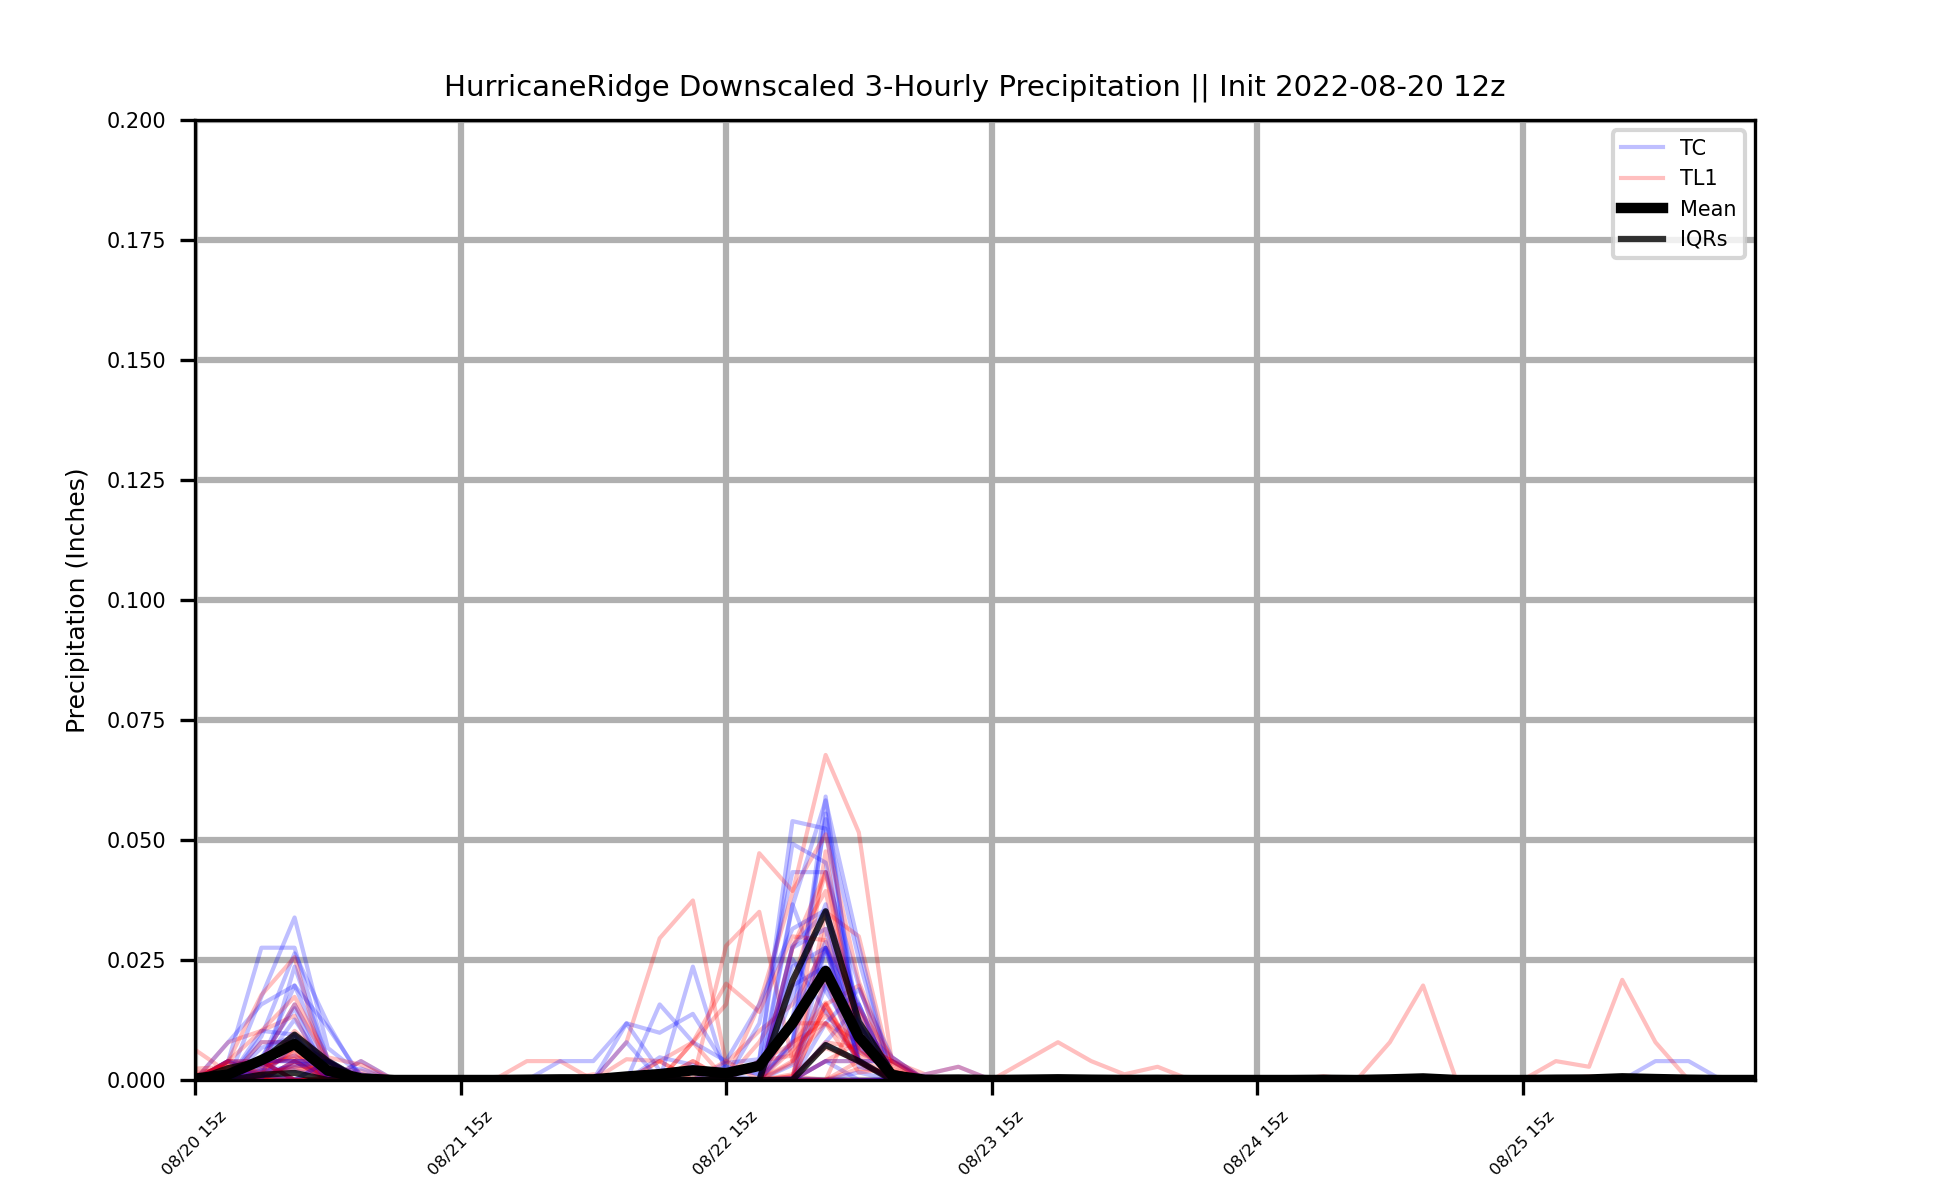 HurricaneRidge Downscaled 3-Hourly Precipitation || Init 2022-08-20 12z
TC
TL1
Mean
IQRs
Precipitation (Inches)
0.200
0.175
0.150
0.125
0.100
0.075
0.050
0.025
0.000
08/20 15z
08/21 15z
08/22 15z
08/23 15z
08/24 15z
08/25 15z